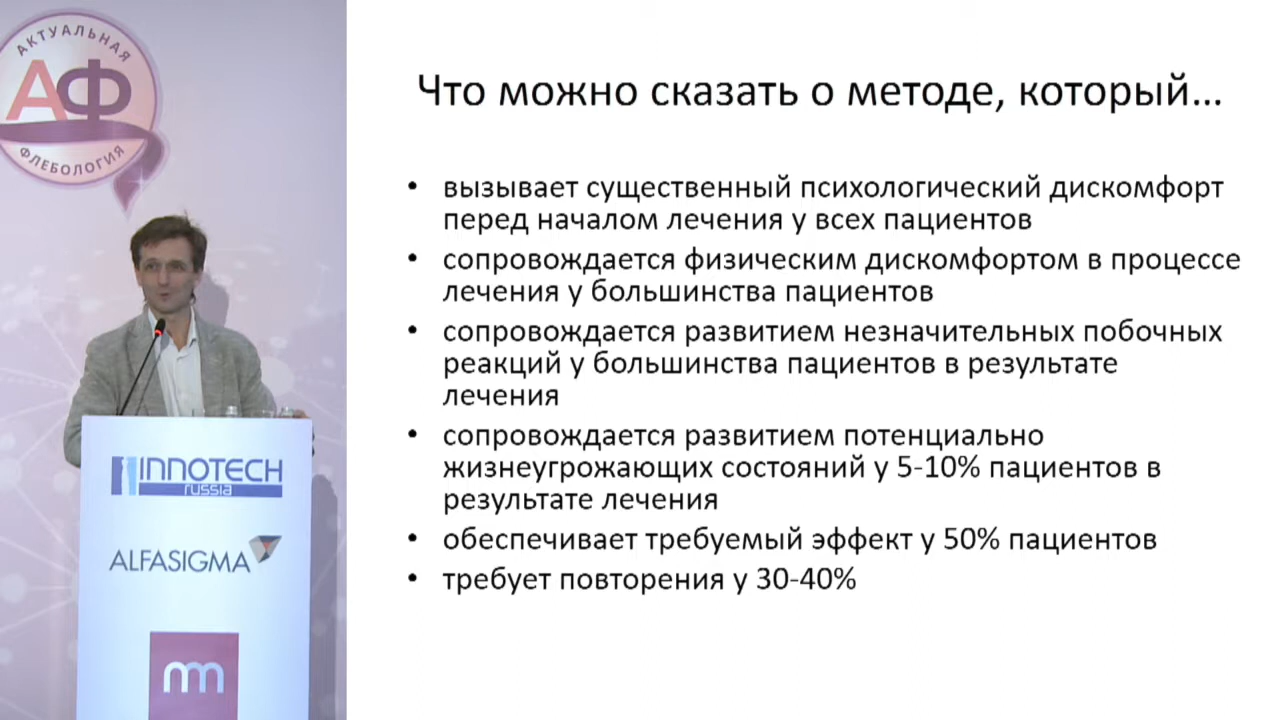 АКТУАЛЬНАЯ
АФ
ФЛЕБОЛОГИЯ
INNOTECH
russia
ALFASIGMA
Что можно сказать о методе, который...
• вызывает существенный психологический дискомфорт
перед началом лечения у всех пациентов
• сопровождается физическим дискомфортом в процессе
лечения у большинства пациентов
• сопровождается развитием незначительных побочных
реакций у большинства пациентов в результате
лечения
• сопровождается развитием потенциально
жизнеугрожающих состояний у 5-10% пациентов в
результате лечения
• обеспечивает требуемый эффект у 50% пациентов
• требует повторения у 30-40%